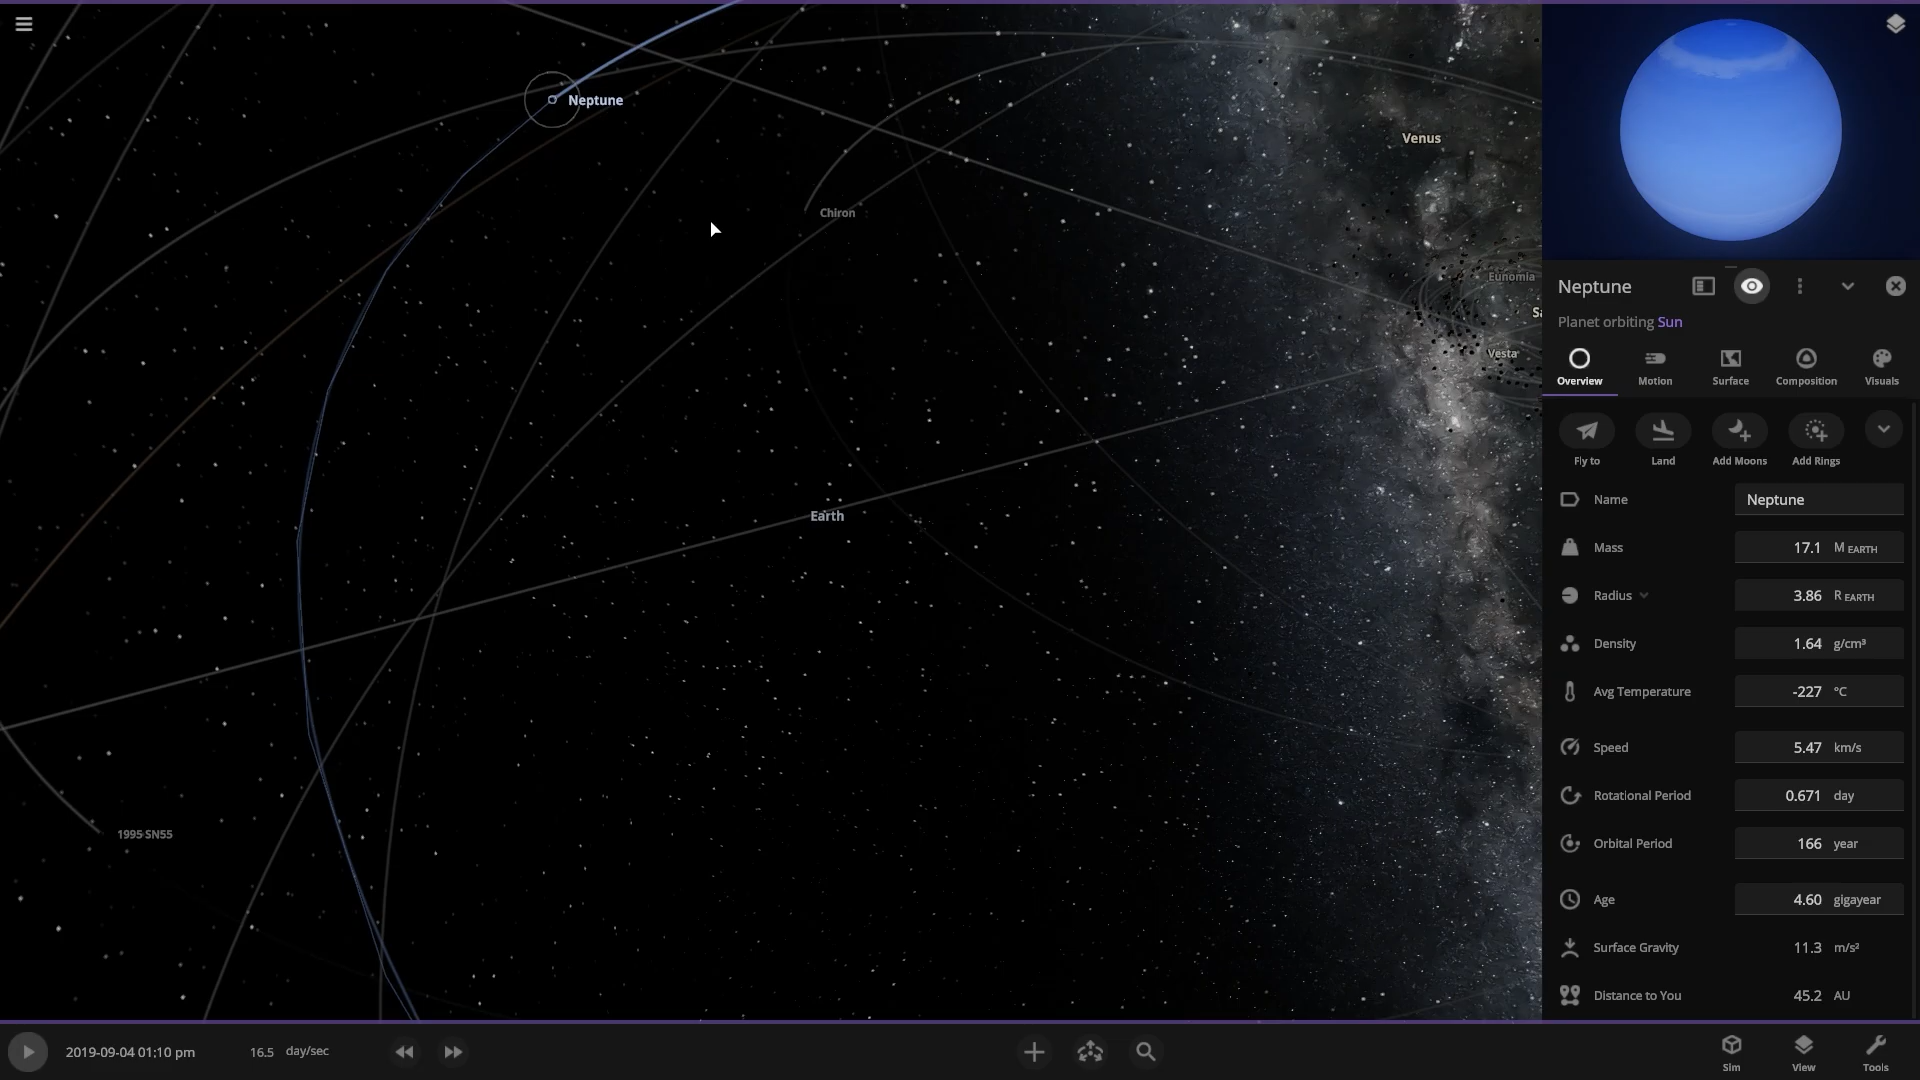 Neptune
Venus
Chiron
Eunomia
Sa
Vesta
Earth
1995 SN55
Neptune
Planet orbiting Sun
Overview
Motion
Surface
Composition
Visuals
Fly to
Land
Add Moons
Add Rings
Name
Neptune
Mass
17.1 M EARTH
Radius
3.86 R EARTH
Density
1.64 g/cm³
Avg Temperature
-227 °C
Speed
5.47 km/s
Rotational Period
0.671 day
Orbital Period
166 year
Age
4.60 gigayear
Surface Gravity
11.3 m/s²
Distance to You
45.2 AU
2019-09-04 01:10 pm
16.5 day/sec
Sim
View
Tools